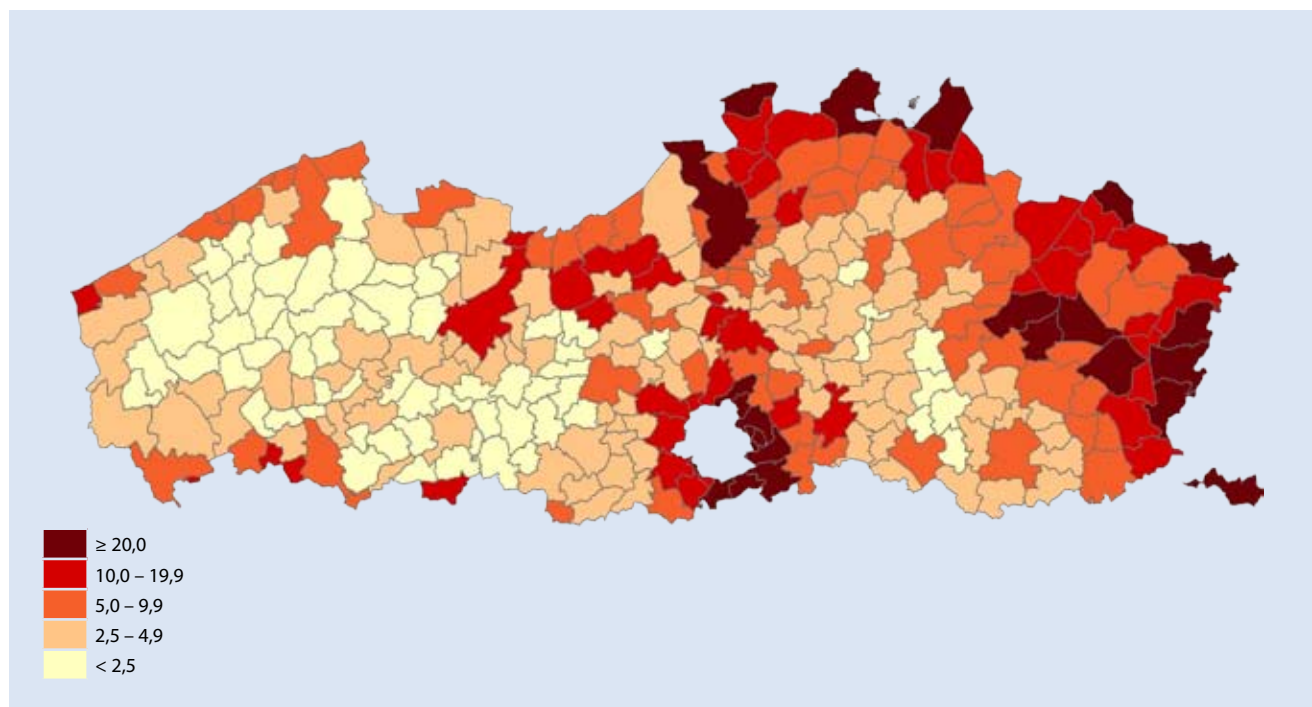 ≥ 20,0
10,0 – 19,9
5,0 – 9,9
2,5 – 4,9
< 2,5